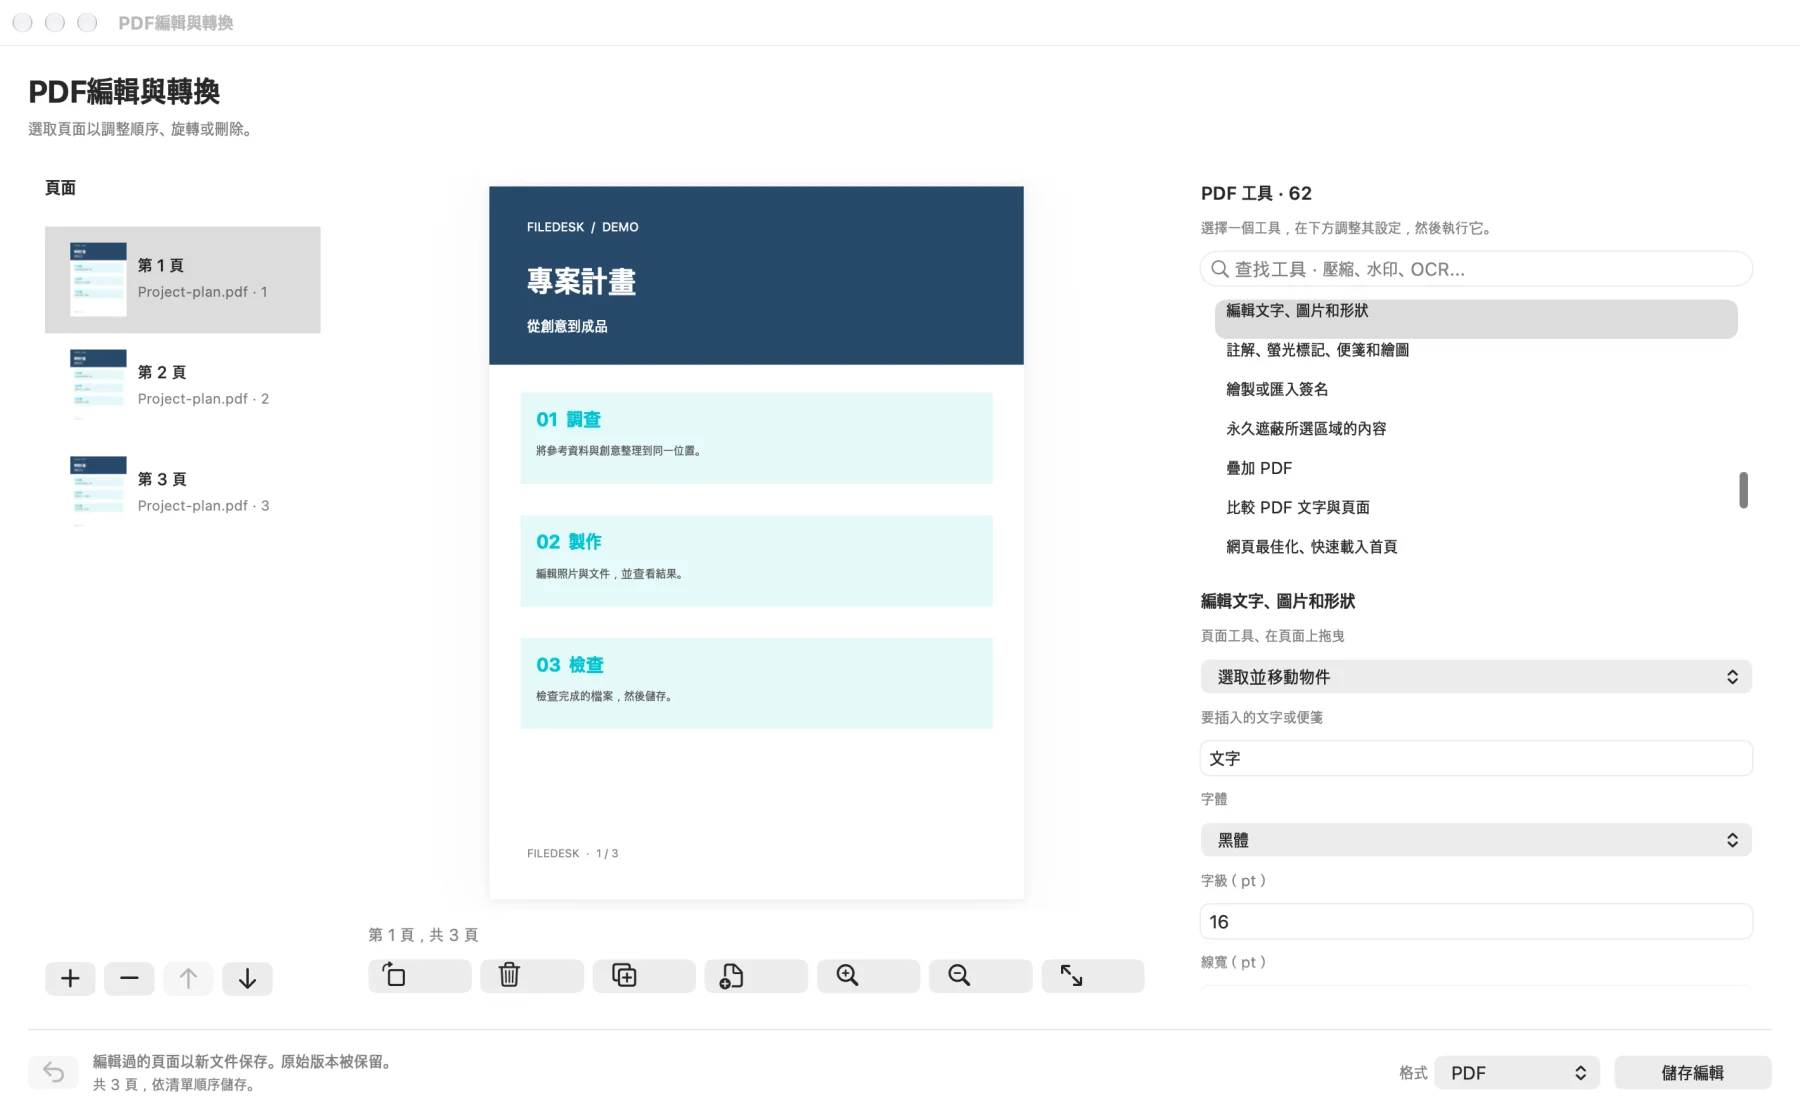 PDF編輯與轉換
PDF編輯與轉換
選取頁面以調整順序、旋轉或刪除。
頁面
第 1 頁
Project-plan.pdf · 1
第 2 頁
Project-plan.pdf · 2
第 3 頁
Project-plan.pdf · 3
FILEDESK / DEMO
專案計畫
從創意到成品
01 調查
將參考資料與創意整理到同一位置。
02 製作
編輯照片與文件，並查看結果。
03 檢查
檢查完成的檔案，然後儲存。
FILEDESK · 1 / 3
第 1 頁，共 3 頁
PDF 工具 · 62
選擇一個工具，在下方調整其設定，然後執行它。
查找工具 · 壓縮、水印、OCR...
編輯文字、圖片和形狀
註解、螢光標記、便箋和繪圖
繪製或匯入簽名
永久遮蔽所選區域的內容
疊加 PDF
比較 PDF 文字與頁面
網頁最佳化、快速載入首頁
編輯文字、圖片和形狀
頁面工具、在頁面上拖曳
選取並移動物件
要插入的文字或便箋
文字
字體
黑體
字級（pt）
16
線寬（pt）
編輯過的頁面以新文件保存。原始版本被保留。
共 3 頁，依清單順序儲存。
格式
PDF
儲存編輯